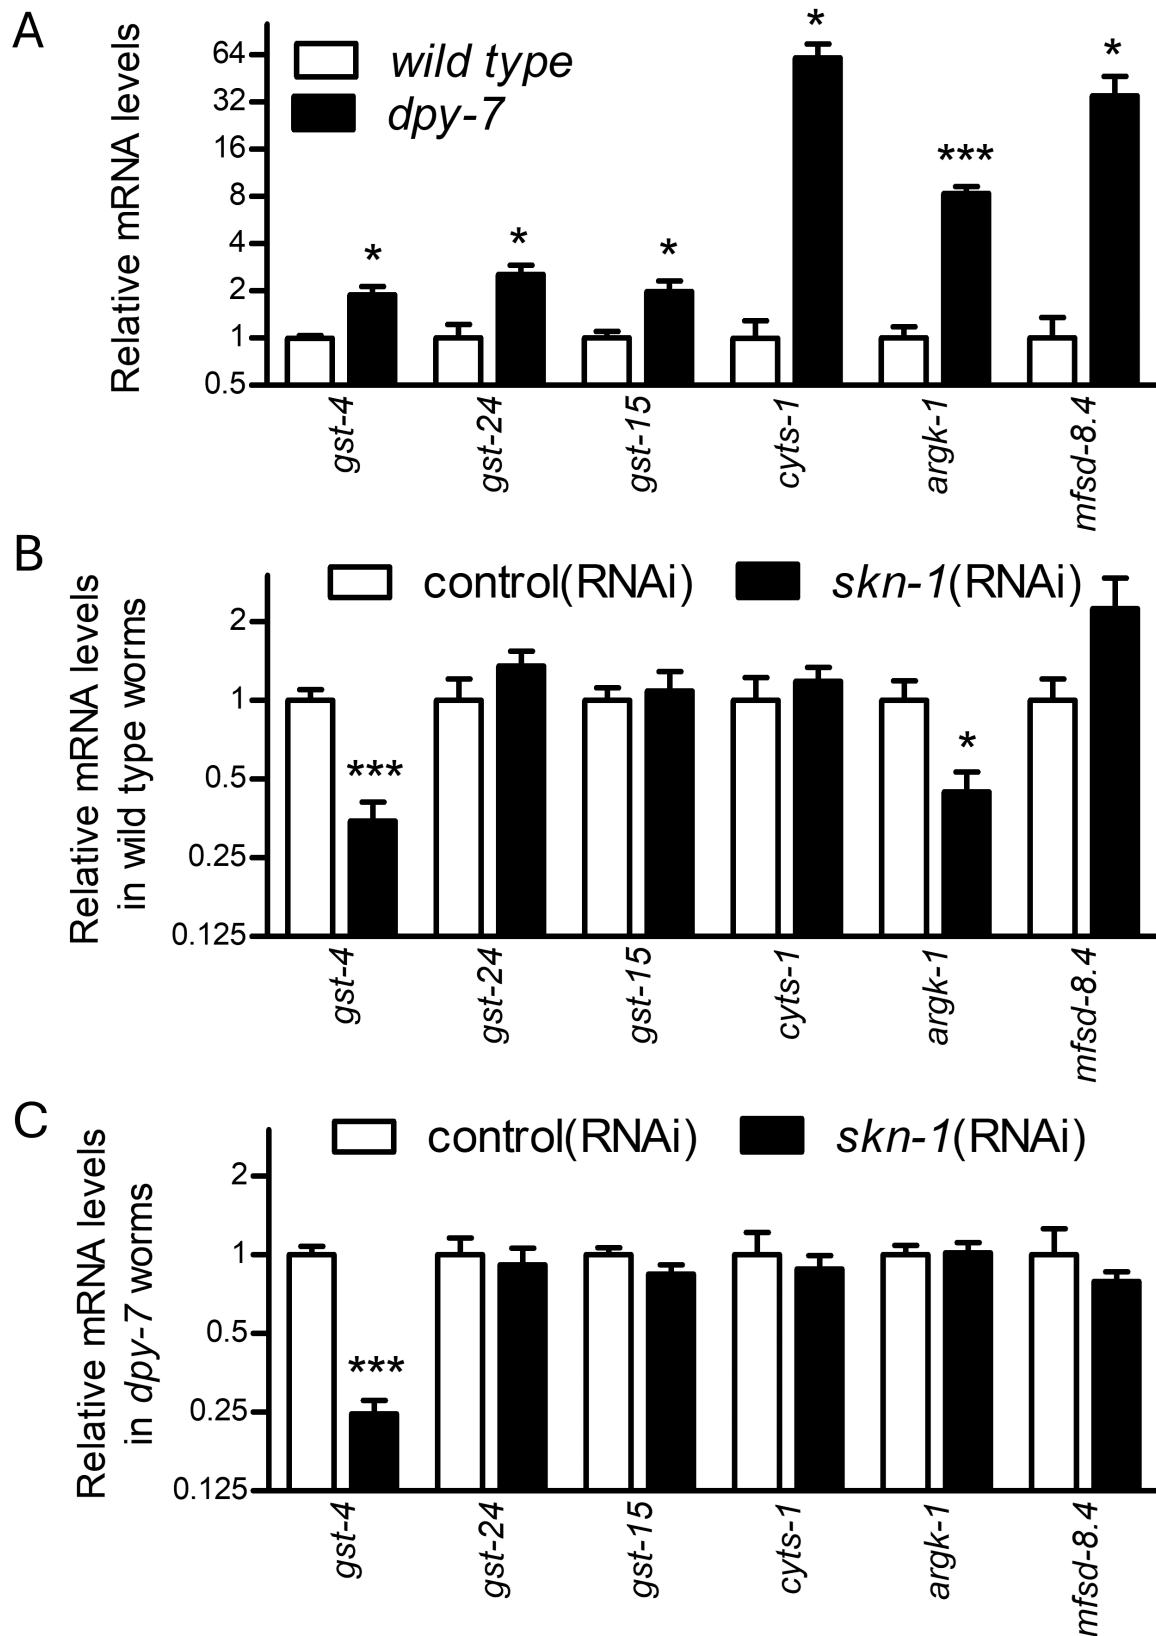 A
Relative mRNA levels
wild type
dpy-7
64
32
16
8
4
2
1
0.5
*
*
*
*
***
*
gst-4
gst-24
gst-15
cyts-1
argk-1
mfsd-8.4
B
Relative mRNA levels
in wild type worms
control(RNAi)
skn-1(RNAi)
2
1
0.5
0.25
0.125
***
*
gst-4
gst-24
gst-15
cyts-1
argk-1
mfsd-8.4
C
Relative mRNA levels
in dpy-7 worms
control(RNAi)
skn-1(RNAi)
2
1
0.5
0.25
0.125
***
gst-4
gst-24
gst-15
cyts-1
argk-1
mfsd-8.4